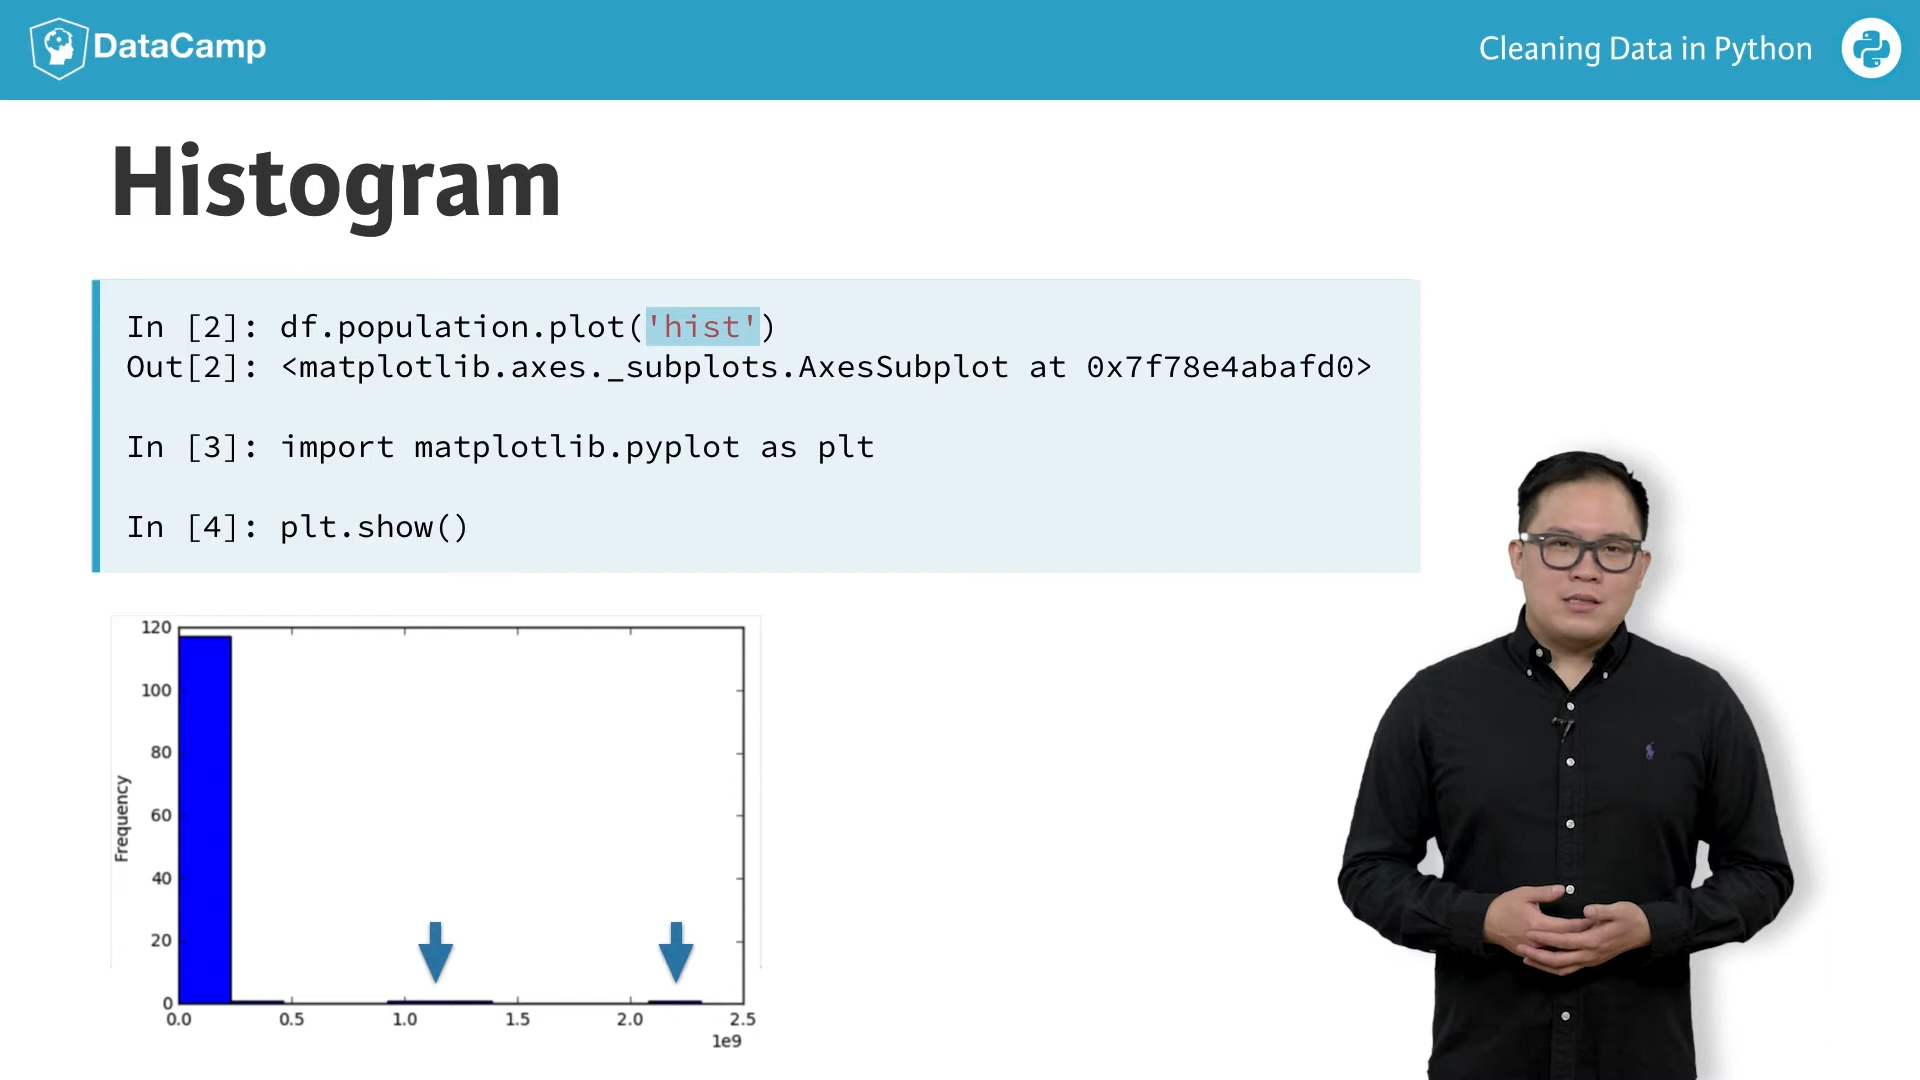 DataCamp
Cleaning Data in Python
Histogram
In [2]: df.population.plot('hist')
Out[2]: <matplotlib.axes._subplots.AxesSubplot at 0x7f78e4abafd0>
In [3]: import matplotlib.pyplot as plt
In [4]: plt.show()
120
100
80
60
40
20
0
Frequency
0.0 0.5 1.0 1.5 2.0 2.5
1e9